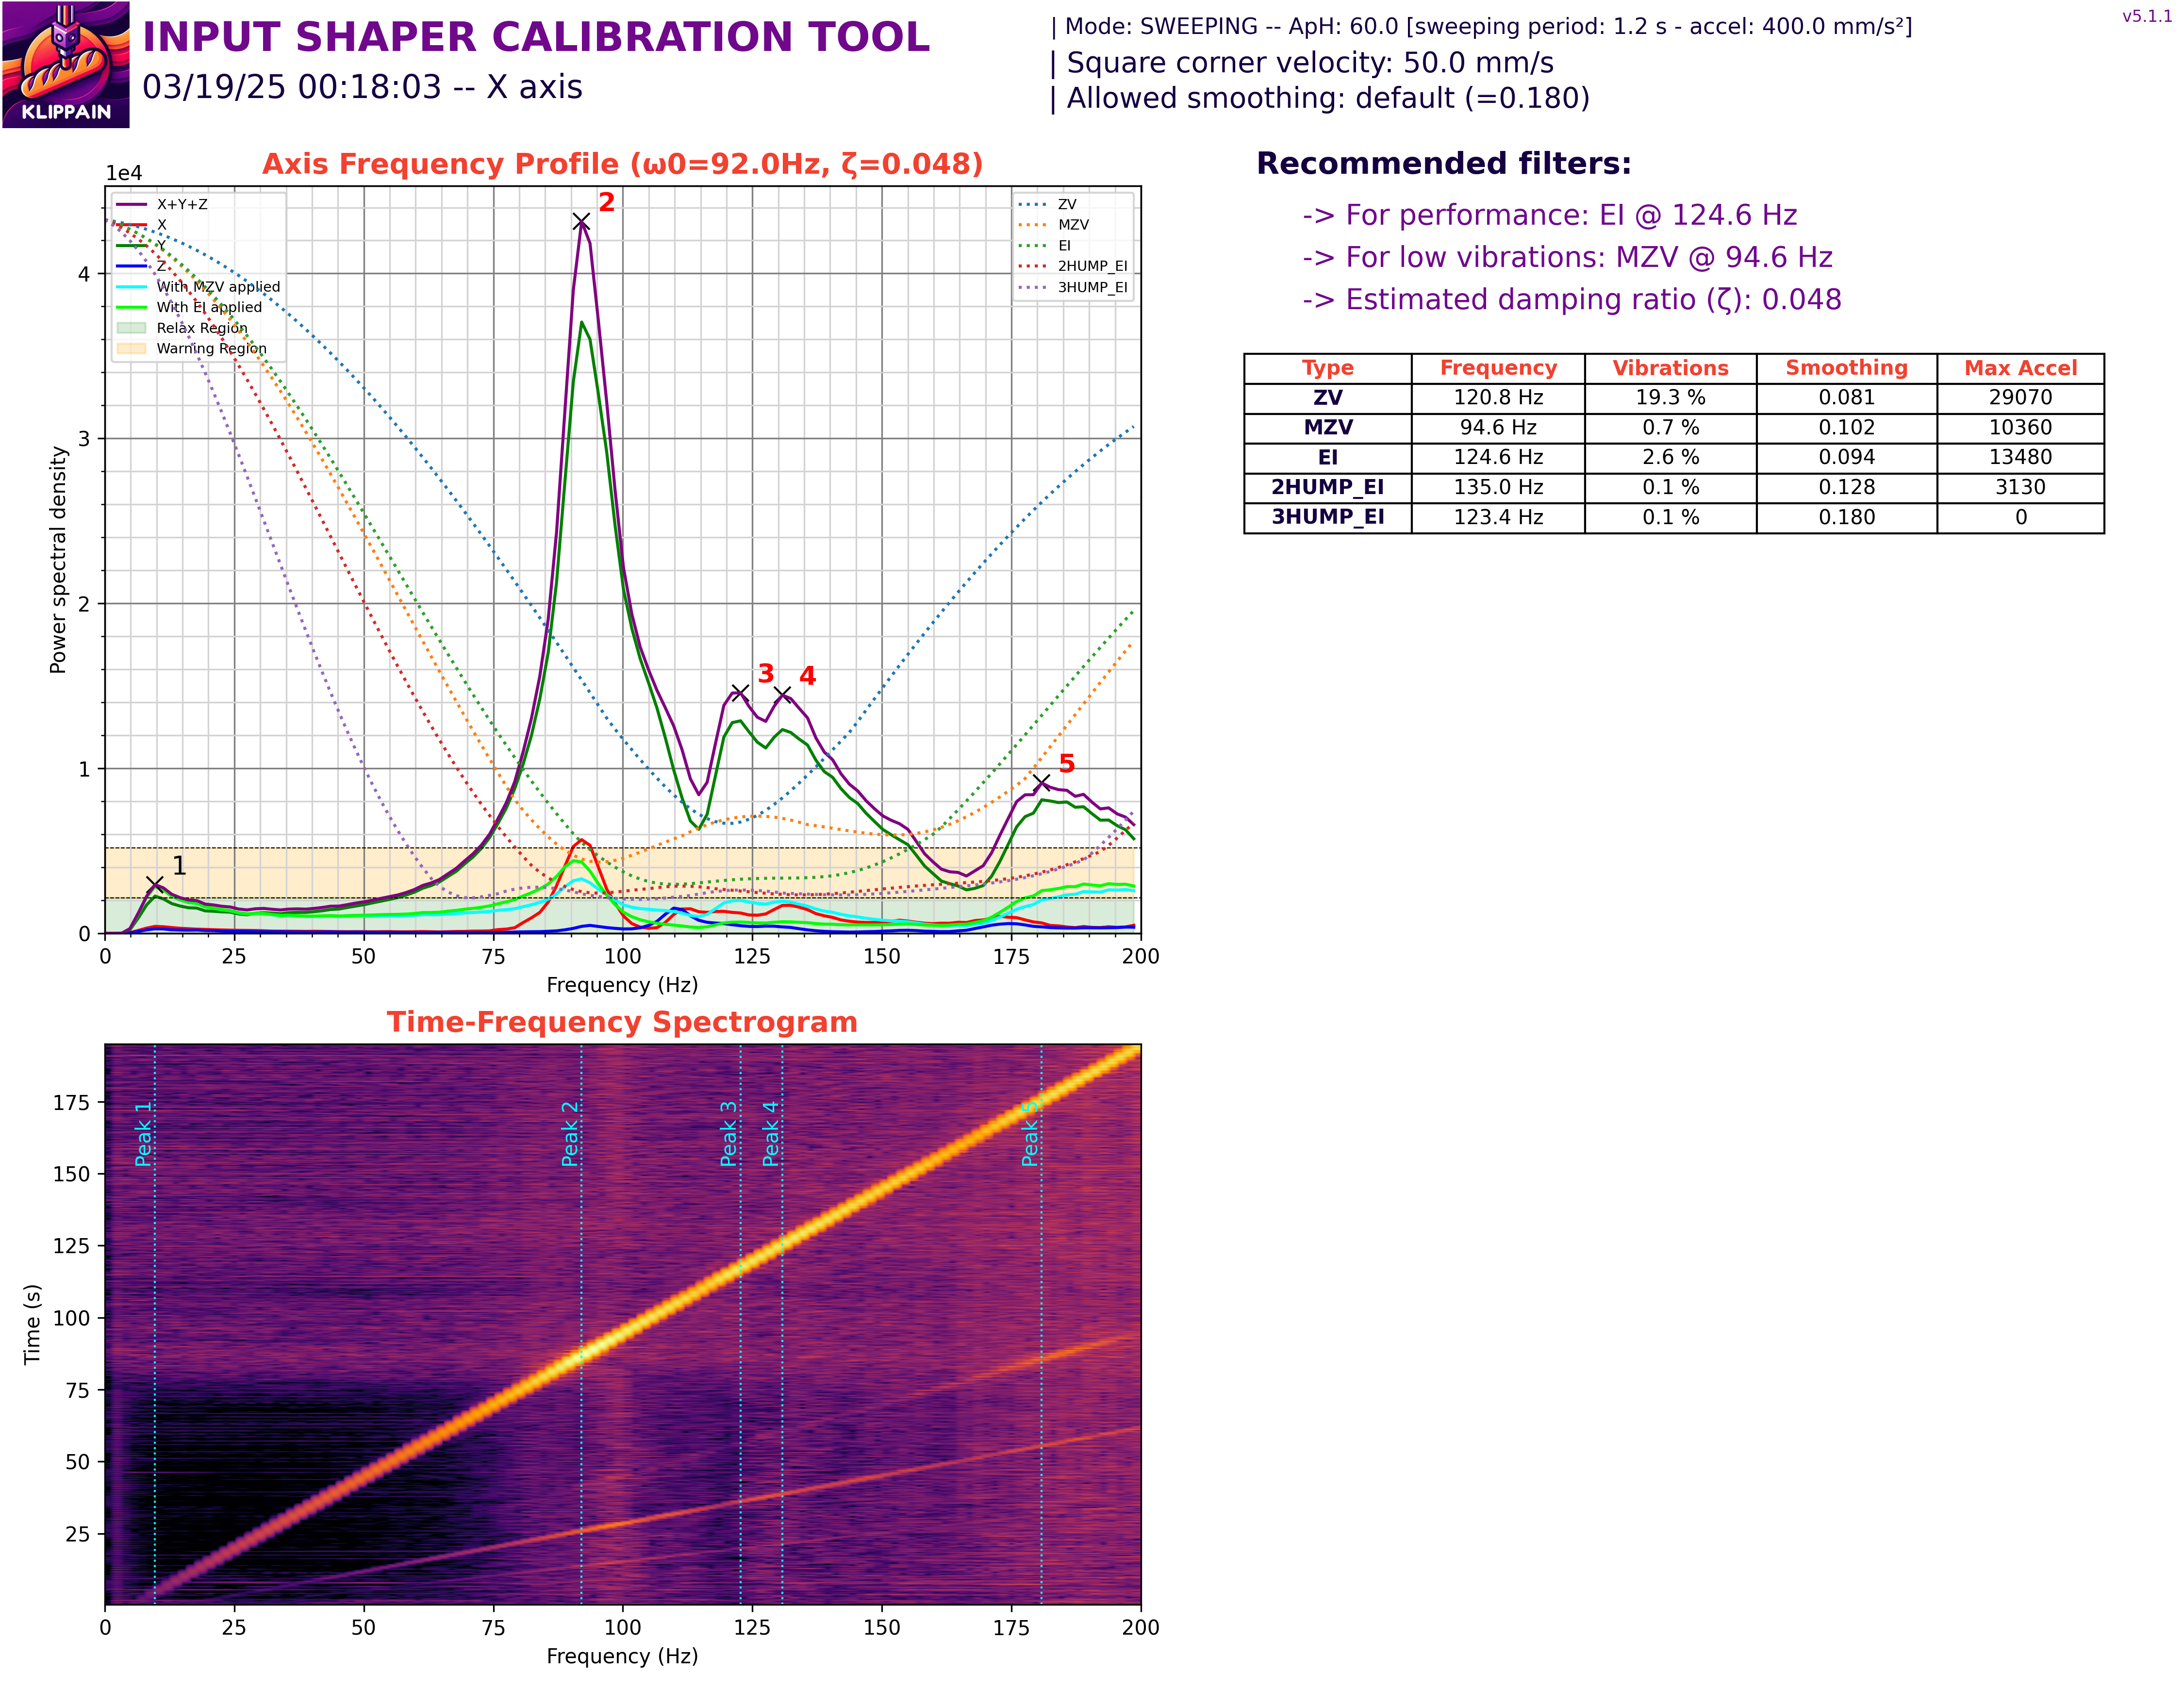 KLIPPAIN
INPUT SHAPER CALIBRATION TOOL
03/19/25 00:18:03 -- X axis
| Mode: SWEEPING -- ApH: 60.0 [sweeping period: 1.2 s - accel: 400.0 mm/s²]
| Square corner velocity: 50.0 mm/s
| Allowed smoothing: default (=0.180)
v5.1.1
Axis Frequency Profile (ω0=92.0Hz, ζ=0.048)
1e4
X+Y+Z
X
Y
Z
With MZV applied
With EI applied
Relax Region
Warning Region
ZV
MZV
EI
2HUMP_EI
3HUMP_EI
1
2
3
4
5
4
3
2
1
0
Power spectral density
0 25 50 75 100 125 150 175 200
Frequency (Hz)
Recommended filters:
-> For performance: EI @ 124.6 Hz
-> For low vibrations: MZV @ 94.6 Hz
-> Estimated damping ratio (ζ): 0.048
Type Frequency Vibrations Smoothing Max Accel
ZV 120.8 Hz 19.3 % 0.081 29070
MZV 94.6 Hz 0.7 % 0.102 10360
EI 124.6 Hz 2.6 % 0.094 13480
2HUMP_EI 135.0 Hz 0.1 % 0.128 3130
3HUMP_EI 123.4 Hz 0.1 % 0.180 0
Time-Frequency Spectrogram
Peak 1
Peak 2
Peak 3
Peak 4
Peak 5
175
150
125
100
75
50
25
Time (s)
0 25 50 75 100 125 150 175 200
Frequency (Hz)